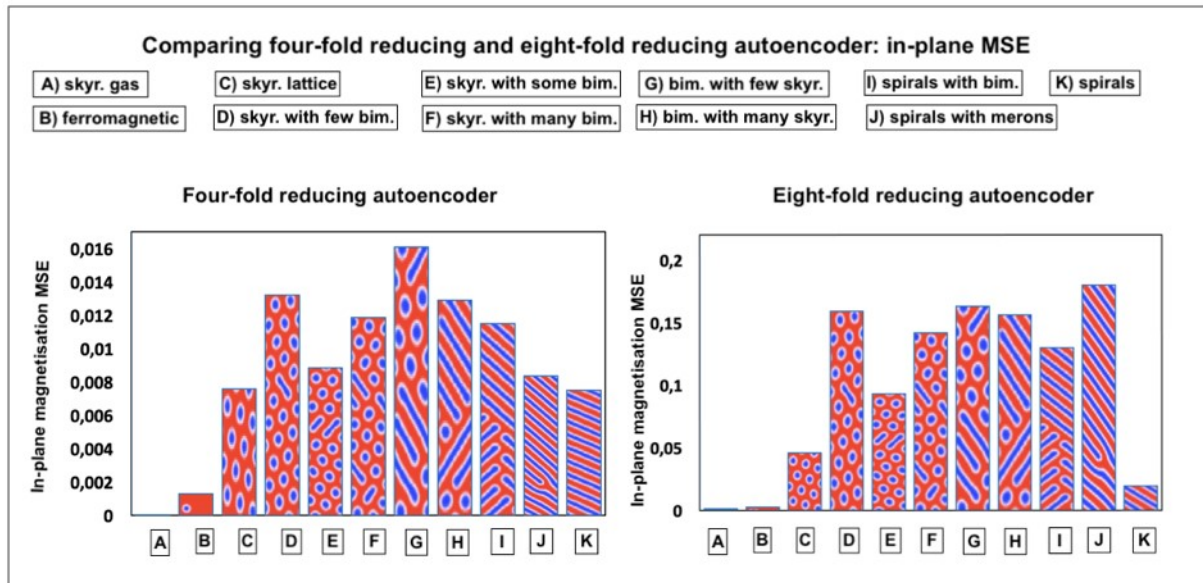 Comparing four-fold reducing and eight-fold reducing autoencoder: in-plane MSE
A) skyr. gas
C) skyr. lattice
E) skyr. with some bim.
G) bim. with few skyr.
I) spirals with bim.
K) spirals
B) ferromagnetic
D) skyr. with few bim.
F) skyr. with many bim.
H) bim. with many skyr.
J) spirals with merons
Four-fold reducing autoencoder
In-plane magnetisation MSE
0,016
0,014
0,012
0,01
0,008
0,006
0,004
0,002
0
A B C D E F G H I J K
Eight-fold reducing autoencoder
In-plane magnetisation MSE
0,2
0,15
0,1
0,05
0
A B C D E F G H I J K